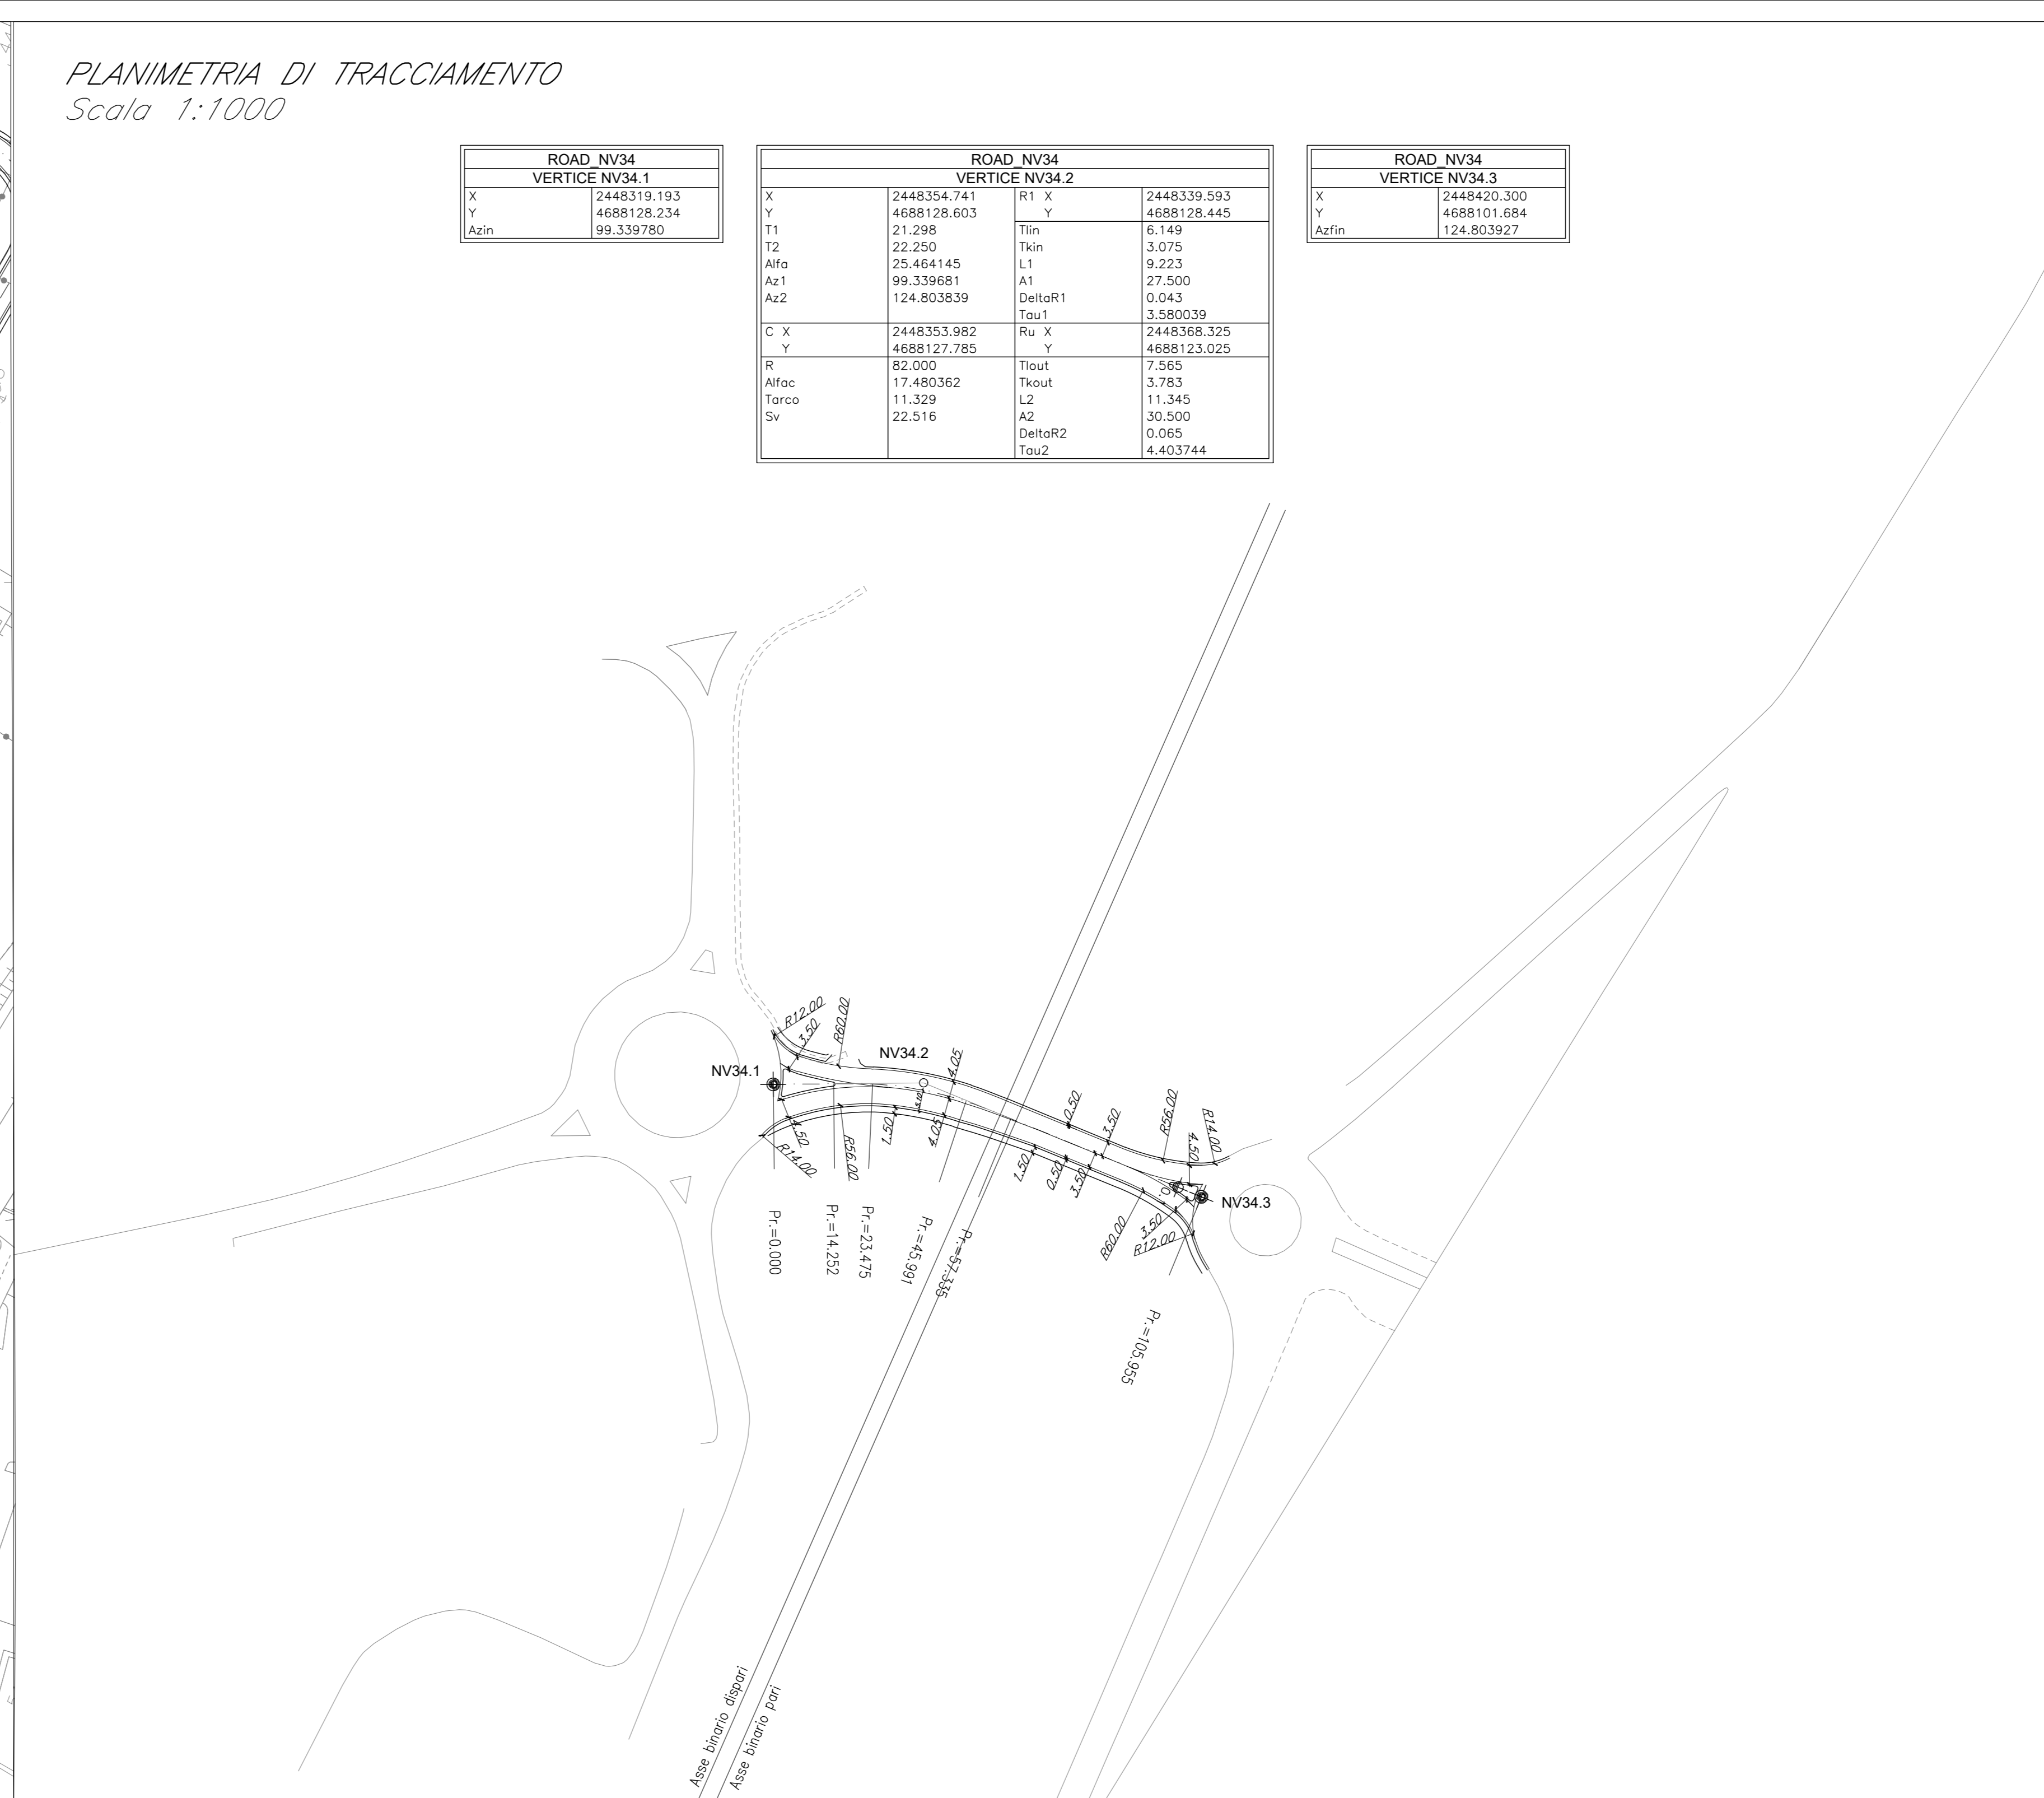 PLANIMETRIA DI TRACCIAMENTO
Scala 1:1000
ROAD_NV34
VERTICE NV34.1
X 2448319.193
Y 4688128.234
Azin 99.339780
ROAD_NV34
VERTICE NV34.2
X 2448354.741 R1 X 2448339.593
Y 4688128.603 Y 4688128.445
T1 21.298 Tlin 6.149
T2 22.250 Tkin 3.075
Alfa 25.464145 L1 9.223
Az1 99.339681 A1 27.500
Az2 124.803839 DeltaR1 0.043
Tau1 3.580039
C X 2448353.982 Ru X 2448368.325
Y 4688127.785 Y 4688123.025
R 82.000 Tlout 7.565
Alfac 17.480362 Tkout 3.783
Tarco 11.329 L2 11.345
Sv 22.516 A2 30.500
DeltaR2 0.065
Tau2 4.403744
ROAD_NV34
VERTICE NV34.3
X 2448420.300
Y 4688101.684
Azfin 124.803927
R12.00
3.50
R60.00
NV34.1
NV34.2
4.05
0.50
3.50
R56.00
R14.00
4.50
4.50
R14.00
R56.00
1.50
4.05
1.50
0.50
3.50
R60.00
3.50
R12.00
NV34.3
Pr.=0.000
Pr.=14.252
Pr.=23.475
Pr.=45.991
Pr.=57.335
Pr.=105.955
Asse binario dispari
Asse binario pari